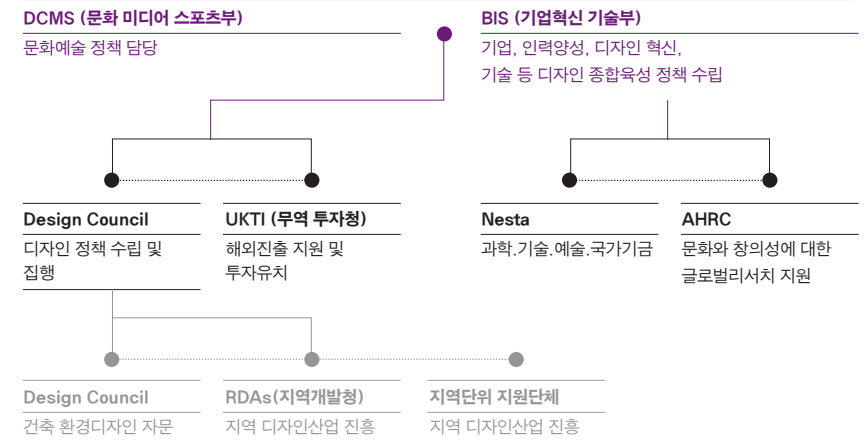 DCMS (문화 미디어 스포츠부)
문화예술 정책 담당
BIS (기업혁신 기술부)
기업, 인력양성, 디자인 혁신,
기술 등 디자인 종합육성 정책 수립
Design Council
디자인 정책 수립 및
집행
UKTI (무역 투자청)
해외진출 지원 및
투자유치
Nesta
과학.기술.예술.국가기금
AHRC
문화와 창의성에 대한
글로벌리서치 지원
Design Council
건축 환경디자인 자문
RDAs(지역개발청)
지역 디자인산업 진흥
지역단위 지원단체
지역 디자인산업 진흥